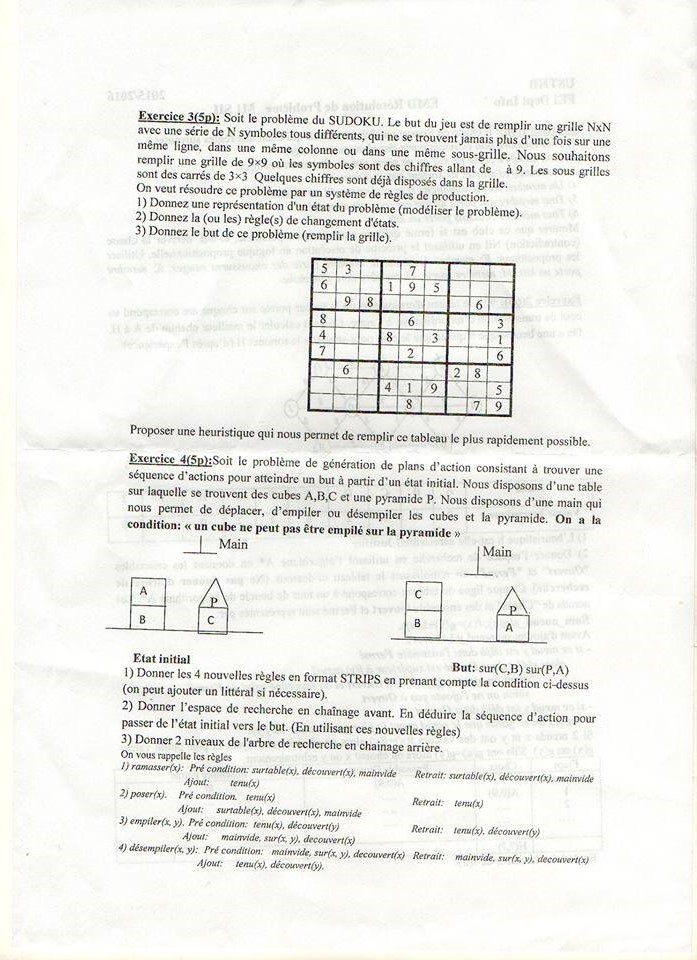 Exercice 3(5p): Soit le problème du SUDOKU. Le but du jeu est de remplir une grille NxN
avec une série de N symboles tous différents, qui ne se trouvent jamais plus d'une fois sur une
même ligne, dans une même colonne ou dans une même sous-grille. Nous souhaitons
remplir une grille de 9×9 où les symboles sont des chiffres allant de à 9. Les sous grilles
sont des carrés de 3×3 Quelques chiffres sont déjà disposés dans la grille.
On veut résoudre ce problème par un système de règles de production.
1) Donnez une représentation d'un état du problème (modéliser le problème).
2) Donnez la (ou les) règle(s) de changement d'états.
3) Donnez le but de ce problème (remplir la grille).
5 3 7
6 1 9 5
9 8 6
8 6 3
4 8 3 1
7 2 6
6 2 8
4 1 9 5
8 7 9
Proposer une heuristique qui nous permet de remplir ce tableau le plus rapidement possible.
Exercice 4(5p):Soit le problème de génération de plans d'action consistant à trouver une
séquence d'actions pour atteindre un but à partir d'un état initial. Nous disposons d'une table
sur laquelle se trouvent des cubes A,B,C et une pyramide P. Nous disposons d'une main qui
nous permet de déplacer, d'empiler ou désempiler les cubes et la pyramide. On a la
condition: « un cube ne peut pas être empilé sur la pyramide »
Main
Main
A
P
B
C
C
P
B
A
Etat initial
But: sur(C,B) sur(P,A)
1) Donner les 4 nouvelles règles en format STRIPS en prenant compte la condition ci-dessus
(on peut ajouter un littéral si nécessaire).
2) Donner l'espace de recherche en chaînage avant. En déduire la séquence d'action pour
passer de l'état initial vers le but. (En utilisant ces nouvelles règles)
3) Donner 2 niveaux de l'arbre de recherche en chainage arrière.
On vous rappelle les règles
1) ramasser(x): Pré condition: surtable(x), découvert(x), mainvide Retrait: surtable(x), découvert(x), mainvide
Ajout: tenu(x)
2) poser(x). Pré condition. tenu(x) Retrait: tenu(x)
Ajout: surtable(x), découvert(x), mainvide
3) empiler(x, y). Pré condition: tenu(x), découvert(y) Retrait: tenu(x), découvert(y)
Ajout: mainvide, sur(x, y), decouvert(x)
4) désempiler(x, y): Pré condition: mainvide, sur(x, y), decouvert(x) Retrait: mainvide, sur(x, y), decouvert(x)
Ajout: tenu(x), découvert(y).